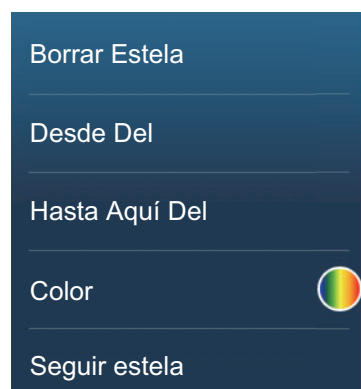 Borrar Estela
Desde Del
Hasta Aquí Del
Color
Seguir estela